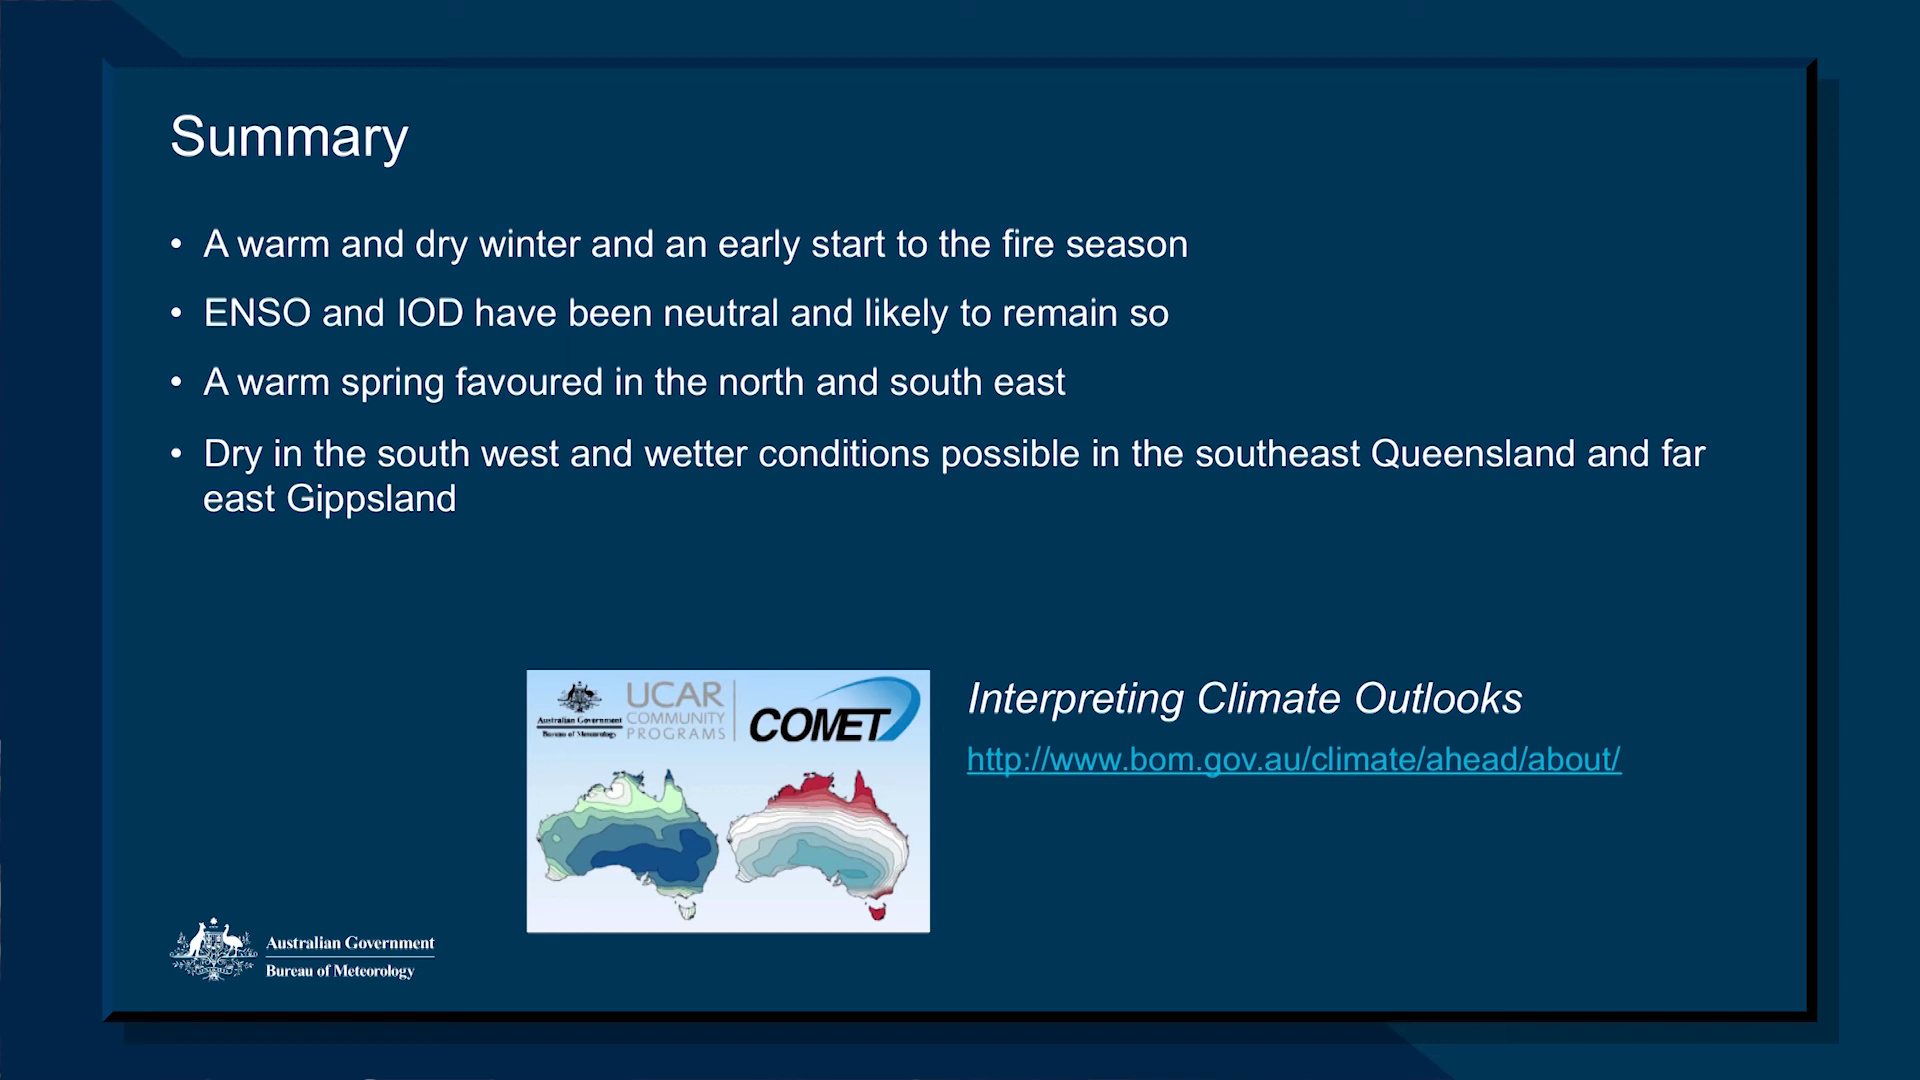 Summary
• A warm and dry winter and an early start to the fire season
• ENSO and IOD have been neutral and likely to remain so
• A warm spring favoured in the north and south east
• Dry in the south west and wetter conditions possible in the southeast Queensland and far
east Gippsland
Australian Government
Bureau of Meteorology
UCAR
COMMUNITY
PROGRAMS
COMET
Interpreting Climate Outlooks
http://www.bom.gov.au/climate/ahead/about/
Australian Government
Bureau of Meteorology